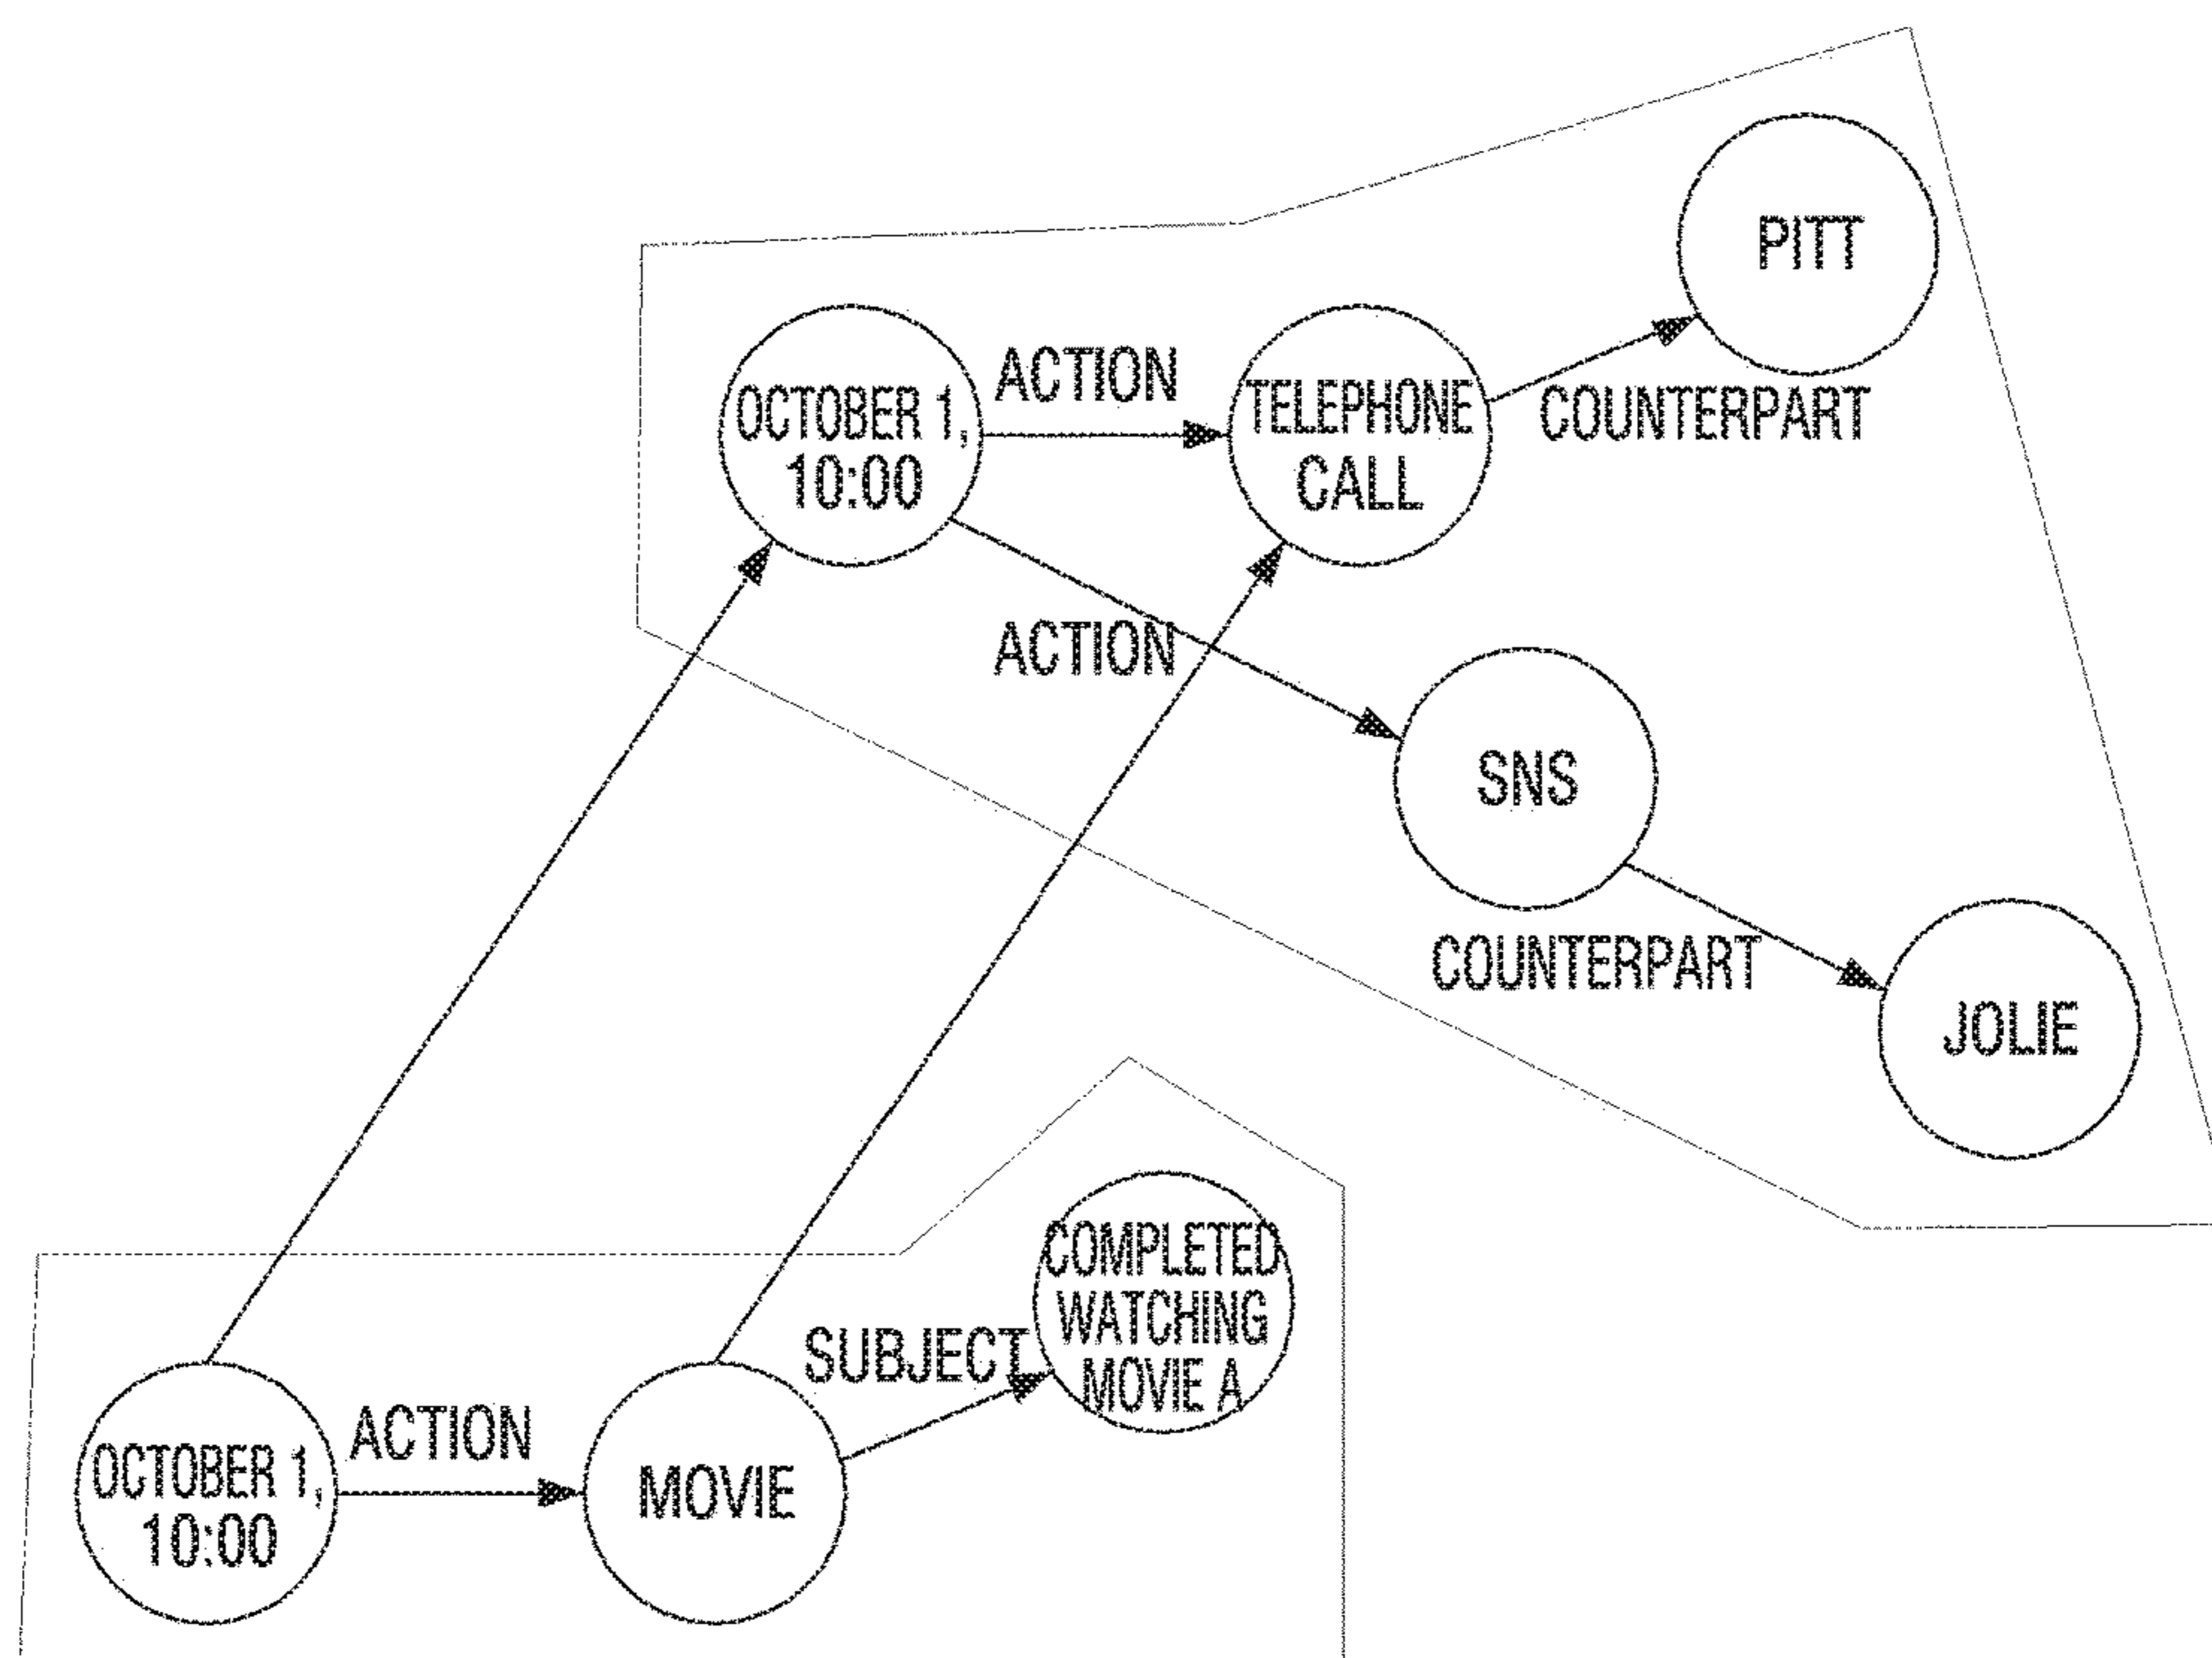 PITT
ACTION
OCTOBER 1,
10:00
TELEPHONE
CALL
COUNTERPART
ACTION
SNS
COUNTERPART
JOLIE
COMPLETED
WATCHING
MOVIE A
SUBJECT
ACTION
OCTOBER 1,
10:00
MOVIE